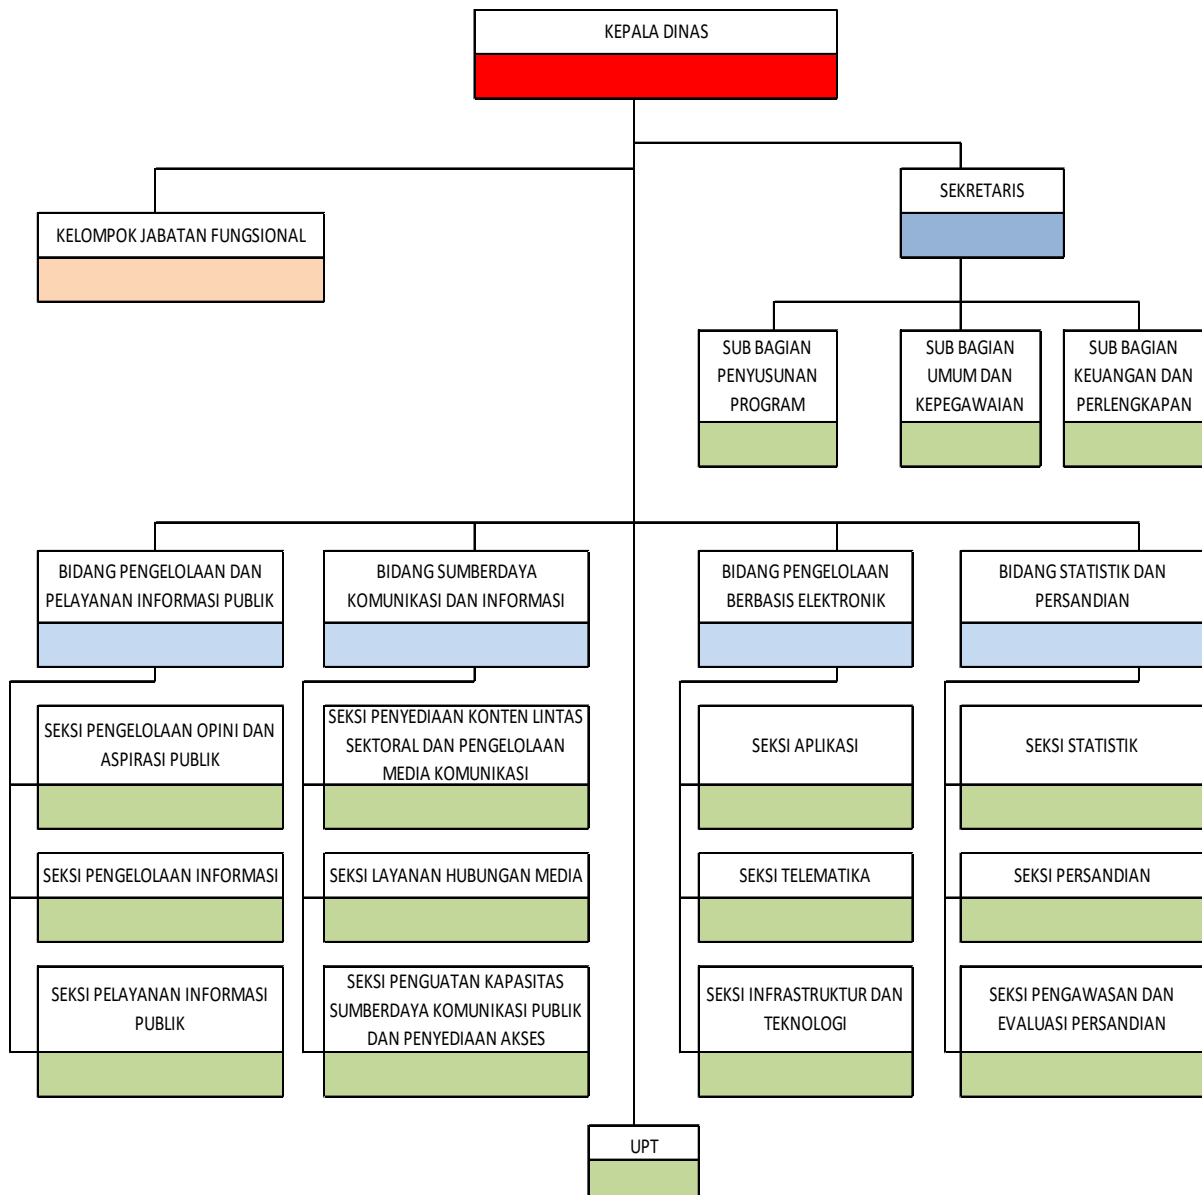 KEPALA DINAS
SEKRETARIS
KELOMPOK JABATAN FUNGSIONAL
SUB BAGIAN
PENYUSUNAN
PROGRAM
SUB BAGIAN
UMUM DAN
KEPEGAWAIAN
SUB BAGIAN
KEUANGAN DAN
PERLENGKAPAN
BIDANG PENGELOLAAN DAN
PELAYANAN INFORMASI PUBLIK
BIDANG SUMBERDAYA
KOMUNIKASI DAN INFORMASI
BIDANG PENGELOLAAN
BERBASIS ELEKTRONIK
BIDANG STATISTIK DAN
PERSANDIAN
SEKSI PENGELOLAAN OPINI DAN
ASPIRASI PUBLIK
SEKSI PENYEDIAAN KONTEN LINTAS
SEKTORAL DAN PENGELOLAAN
MEDIA KOMUNIKASI
SEKSI APLIKASI
SEKSI STATISTIK
SEKSI PENGELOLAAN INFORMASI
SEKSI LAYANAN HUBUNGAN MEDIA
SEKSI TELEMATIKA
SEKSI PERSANDIAN
SEKSI PELAYANAN INFORMASI
PUBLIK
SEKSI PENGUATAN KAPASITAS
SUMBERDAYA KOMUNIKASI PUBLIK
DAN PENYEDIAAN AKSES
SEKSI INFRASTRUKTUR DAN
TEKNOLOGI
SEKSI PENGAWASAN DAN
EVALUASI PERSANDIAN
UPT